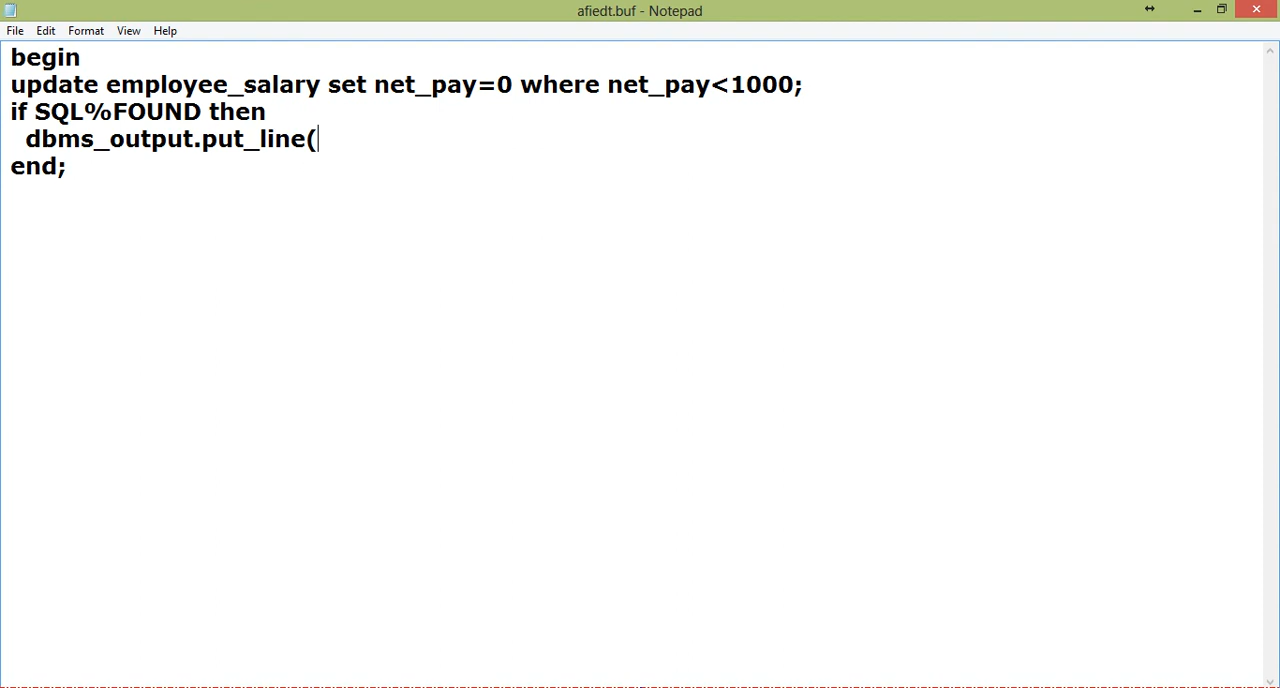 afiedt.buf - Notepad
File Edit Format View Help
begin
update employee_salary set net_pay=0 where net_pay<1000;
if SQL%FOUND then
  dbms_output.put_line(
end;